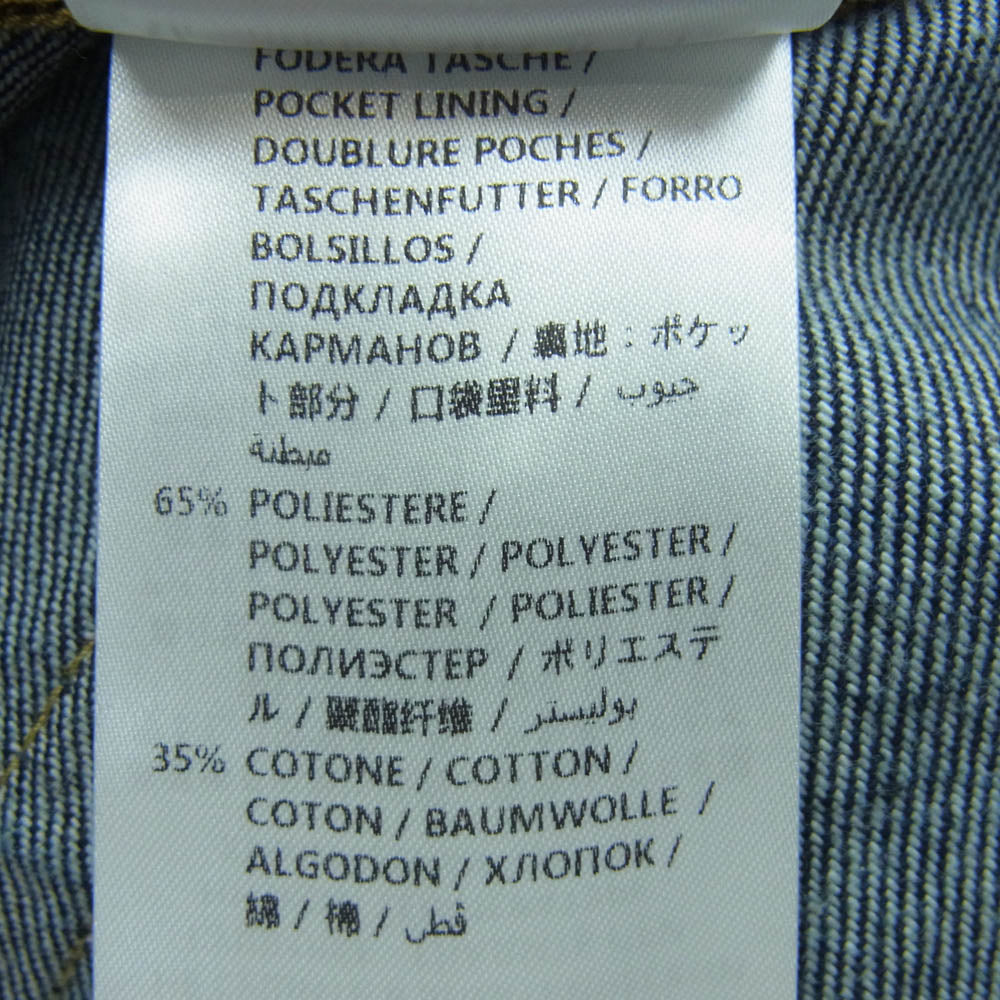 FODERA TASCHE /
POCKET LINING /
DOUBLURE POCHES /
TASCHENFUTTER / FORRO
BOLSILLOS /
ПОДКЛАДКА
КАРМАНОВ / 裏地：ポケッ
ト部分 / 口袋里料 / جيوب
مبطنة
65% POLIESTERE /
POLYESTER / POLYESTER /
POLYESTER / POLIESTER /
ПОЛИЭСТЕР / ポリエステ
ル / 聚酯纤维 / بوليستر
35% COTONE / COTTON /
COTON / BAUMWOLLE /
ALGODON / ХЛОПОК /
綿 / 棉 / قطن